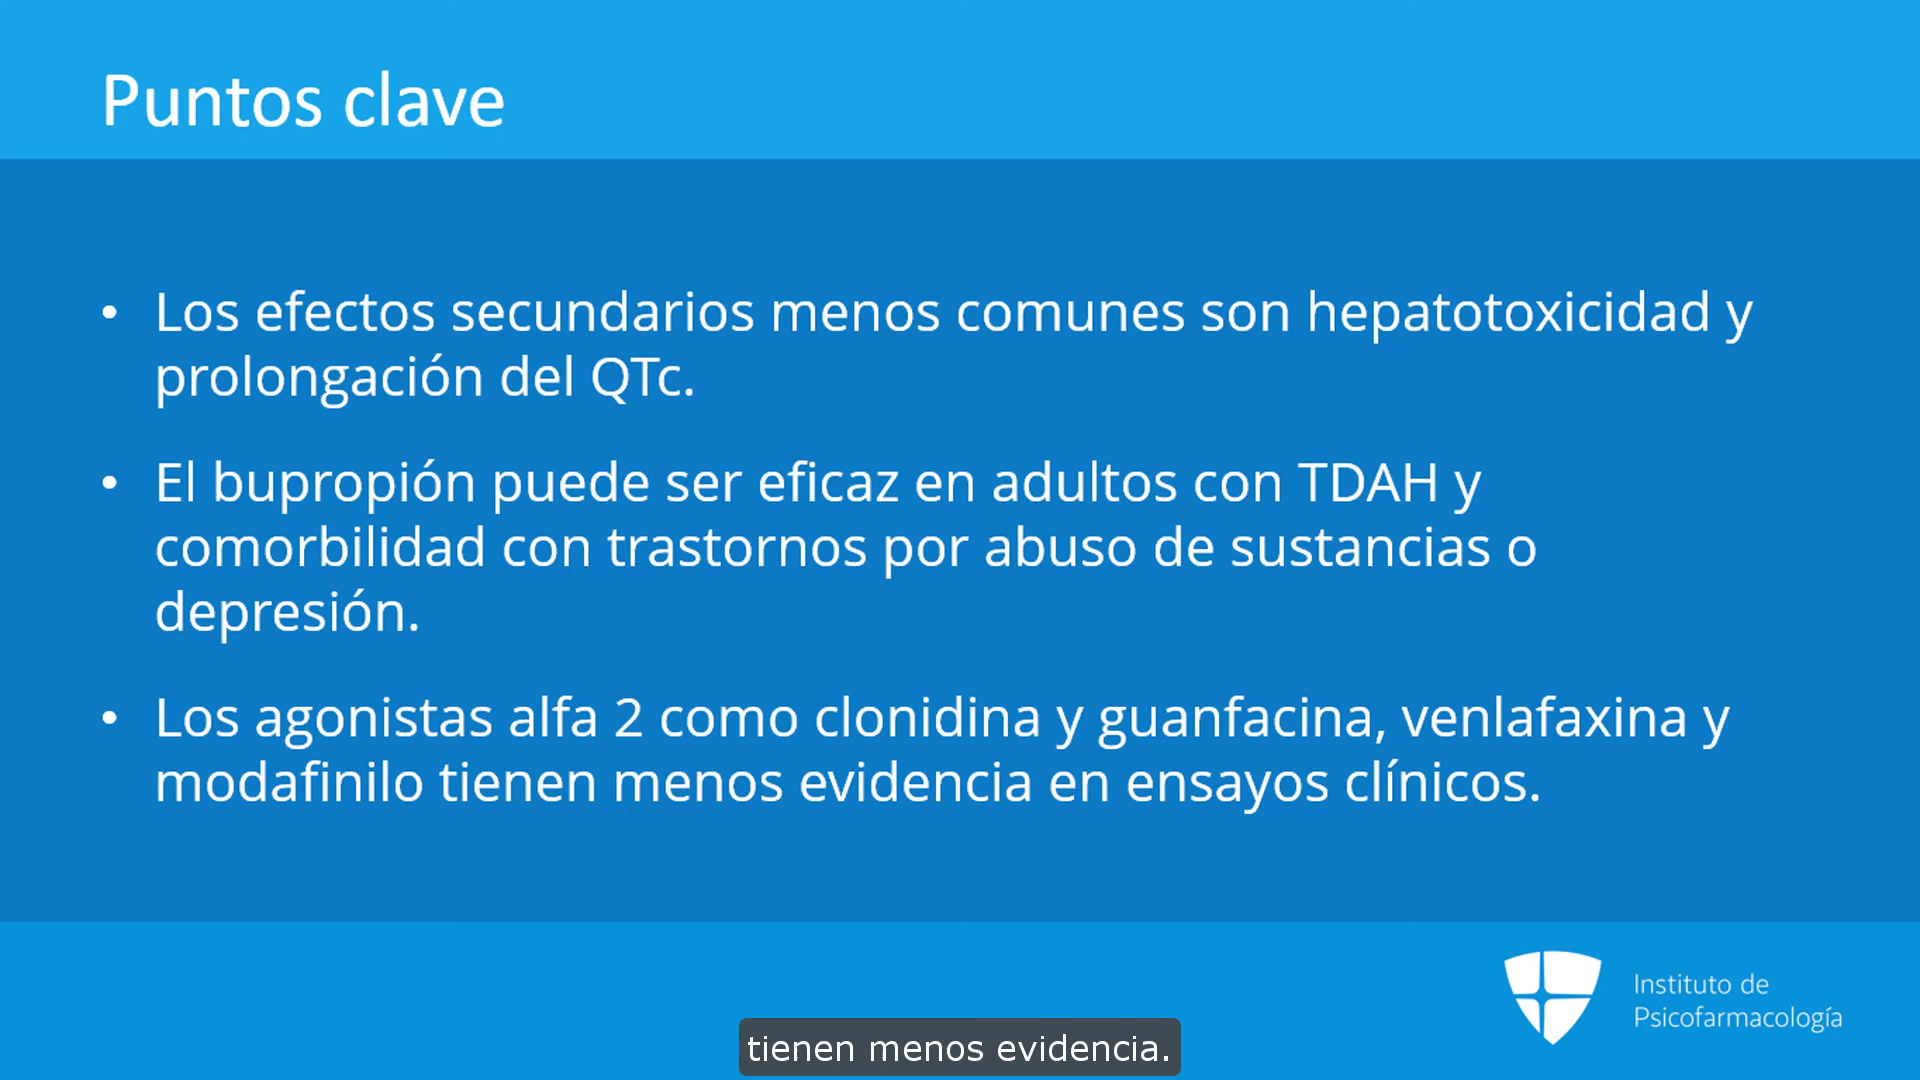 Puntos clave
• Los efectos secundarios menos comunes son hepatotoxicidad y
prolongación del QTc.
• El bupropión puede ser eficaz en adultos con TDAH y
comorbilidad con trastornos por abuso de sustancias o
depresión.
• Los agonistas alfa 2 como clonidina y guanfacina, venlafaxina y
modafinilo tienen menos evidencia en ensayos clínicos.
Instituto de
Psicofarmacología
tienen menos evidencia.